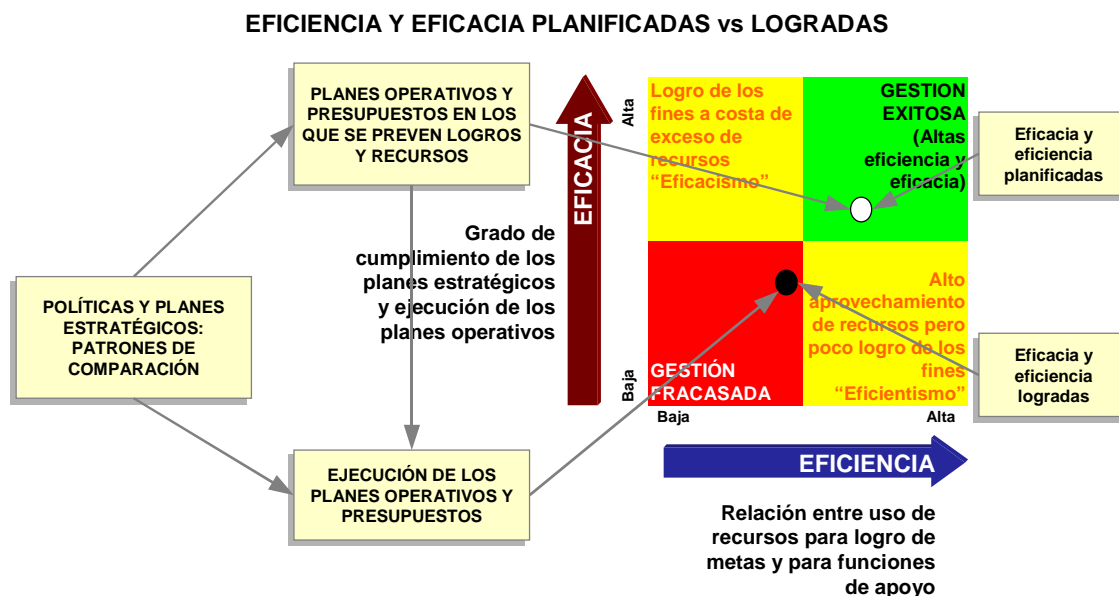 EFICIENCIA Y EFICACIA PLANIFICADAS vs LOGRADAS
PLANES OPERATIVOS Y
PRESUPUESTOS EN LOS
QUE SE PREVEN LOGROS
Y RECURSOS
POLÍTICAS Y PLANES
ESTRATÉGICOS:
PATRONES DE
COMPARACIÓN
EJECUCIÓN DE LOS
PLANES OPERATIVOS Y
PRESUPUESTOS
Grado de
cumplimiento de los
planes estratégicos
y ejecución de los
planes operativos
EFICACIA
Alta
Baja
Logro de los
fines a costa de
exceso de
recursos
“Eficacismo”
GESTION
EXITOSA
(Altas
eficiencia y
eficacia)
GESTIÓN
FRACASADA
Alto
aprovechamiento
de recursos pero
poco logro de los
fines
“Eficientismo”
Baja
Alta
EFICIENCIA
Relación entre uso de
recursos para logro de
metas y para funciones
de apoyo
Eficacia y
eficiencia
planificadas
Eficacia y
eficiencia
logradas